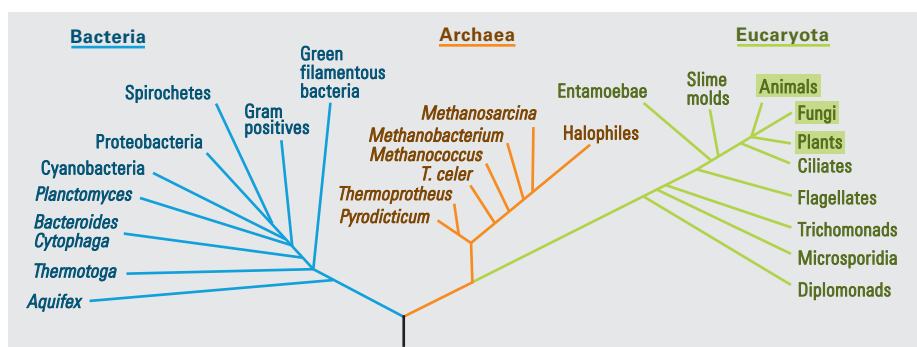 Bacteria
Archaea
Eucaryota
Green
filamentous
bacteria
Spirochetes
Gram
positives
Proteobacteria
Cyanobacteria
Planctomyces
Bacteroides
Cytophaga
Thermotoga
Aquifex
Methanosarcina
Methanobacterium
Halophiles
Methanococcus
T. celer
Thermoprotheus
Pyrodicticum
Entamoebae
Slime
molds
Animals
Fungi
Plants
Ciliates
Flagellates
Trichomonads
Microsporidia
Diplomonads